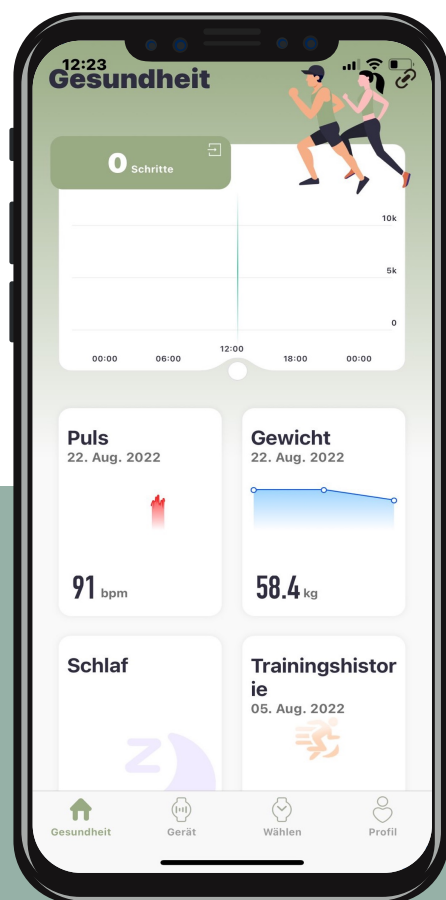 12:23
Gesundheit
0 Schritte
10k
5k
0
00:00 06:00 12:00 18:00 00:00
Puls
22. Aug. 2022
91 bpm
Gewicht
22. Aug. 2022
58.4 kg
Schlaf
Z
Trainingshistor
ie
05. Aug. 2022
Gesundheit Gerät Wählen Profil